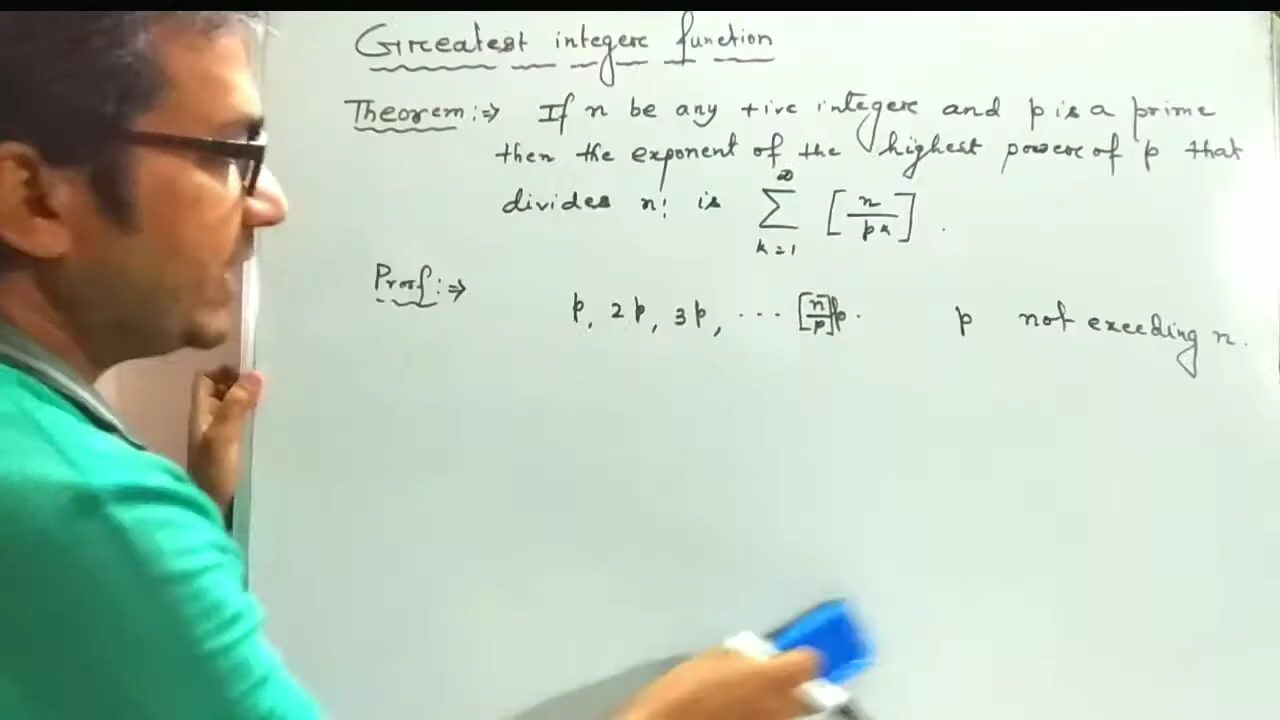 Greatest integer function
Theorem :⇒ If n be any +ive integer and p is a prime
then the exponent of the highest power of p that
divides n! is ∑_{k=1}^{∞} [n/p^k] .
Proof :⇒
p, 2p, 3p, ... [n/p]p . p not exceeding n.